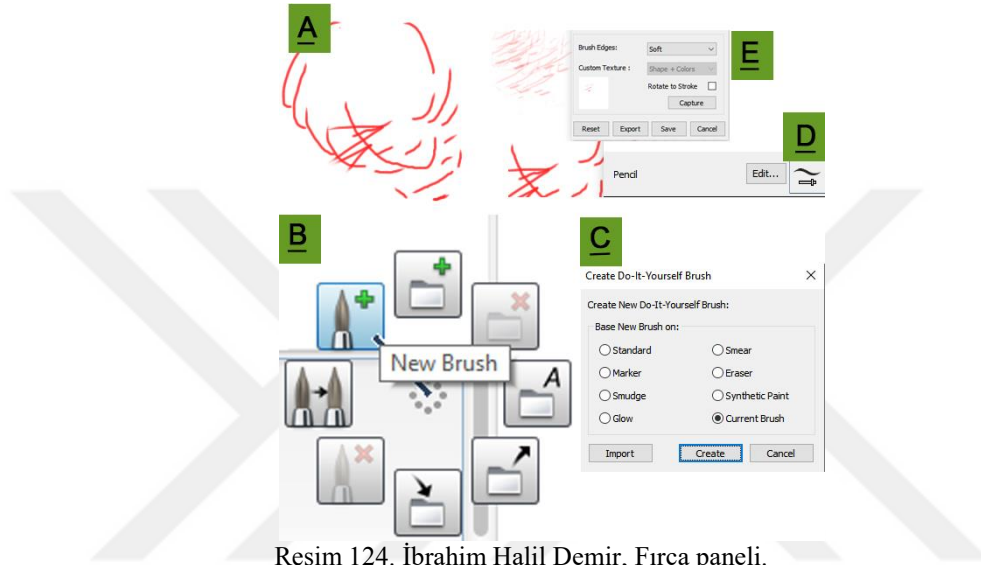 A
Brush Edges:
Soft
E
Custom Texture :
Shape + Colors
Rotate to Stroke
Capture
Reset Export Save Cancel
D
Pencil
Edit...
B
New Brush
A
C
Create Do-It-Yourself Brush
Create New Do-It-Yourself Brush:
Base New Brush on:
Standard Smear
Marker Eraser
Smudge Synthetic Paint
Glow Current Brush
Import Create Cancel
Resim 124. İbrahim Halil Demir, Fırça paneli,